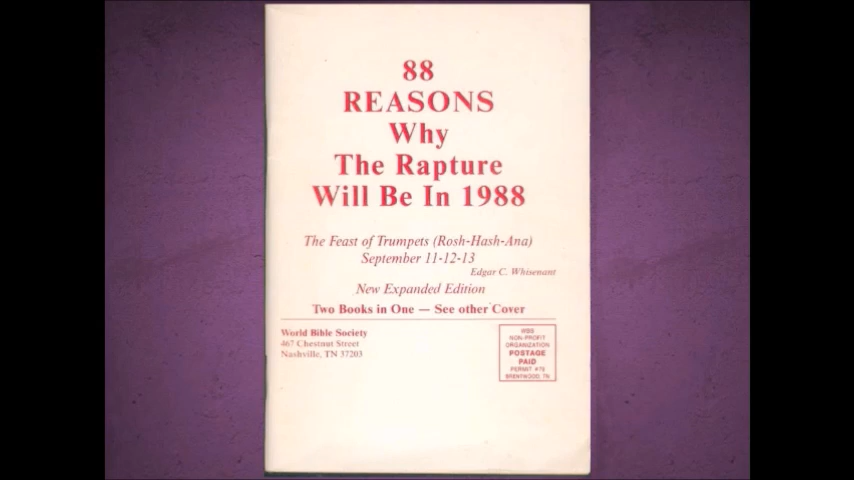 88
REASONS
Why
The Rapture
Will Be In 1988
The Feast of Trumpets (Rosh-Hash-Ana)
September 11-12-13
Edgar C. Whisenant
New Expanded Edition
Two Books in One — See other Cover
World Bible Society
467 Chestnut Street
Nashville, TN 37203
WBS
NON-PROFIT
ORGANIZATION
POSTAGE
PAID
PERMIT #79
BRENTWOOD, TN